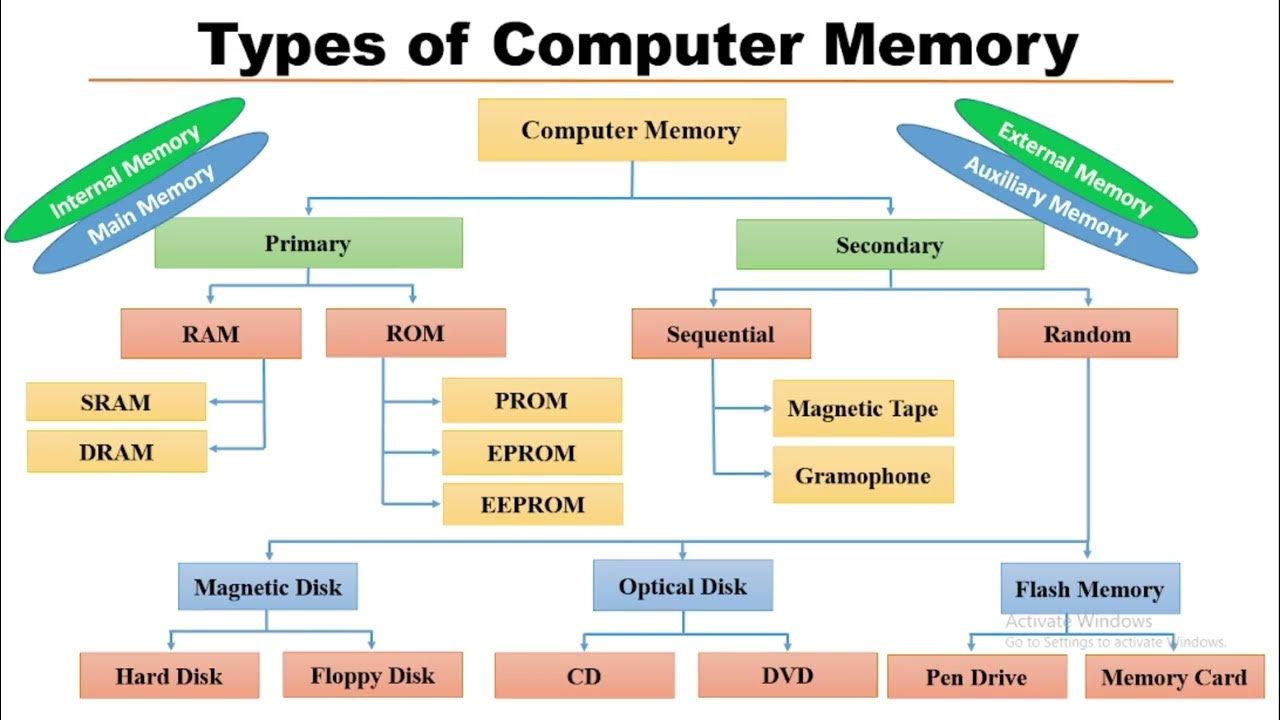 Types of Computer Memory
Internal Memory
Main Memory
Computer Memory
External Memory
Auxiliary Memory
Primary
Secondary
RAM
ROM
Sequential
Random
SRAM
DRAM
PROM
EPROM
EEPROM
Magnetic Tape
Gramophone
Magnetic Disk
Optical Disk
Flash Memory
Activate Windows
Go to Settings to activate Windows.
Hard Disk
Floppy Disk
CD
DVD
Pen Drive
Memory Card